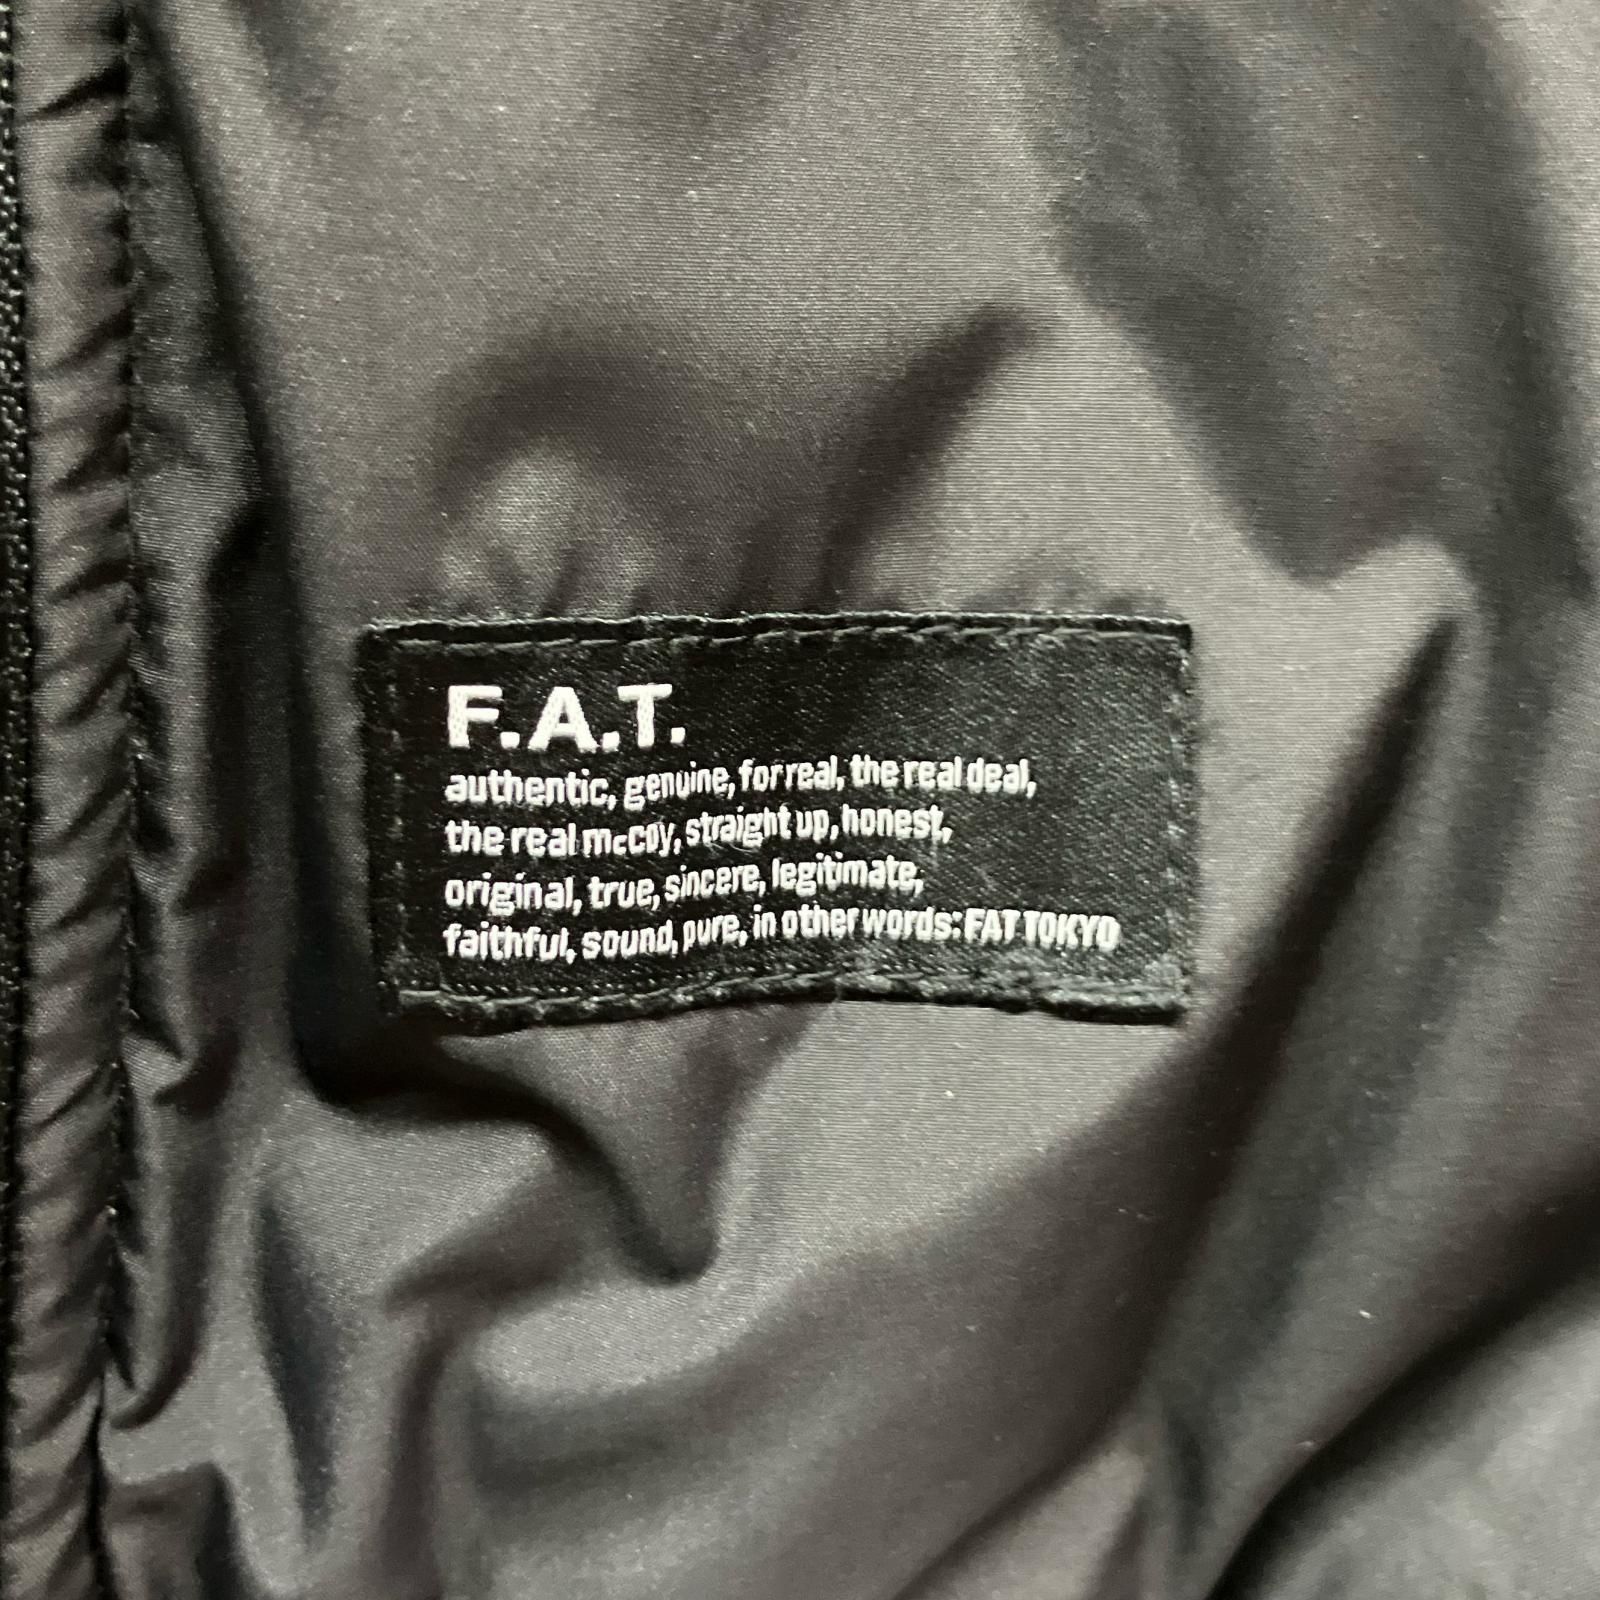 F.A.T.
authentic, genuine, for real, the real deal,
the real mcCoy, straight up, honest,
original, true, sincere, legitimate,
faithful, sound, pure, in other words: FAT TOKYO